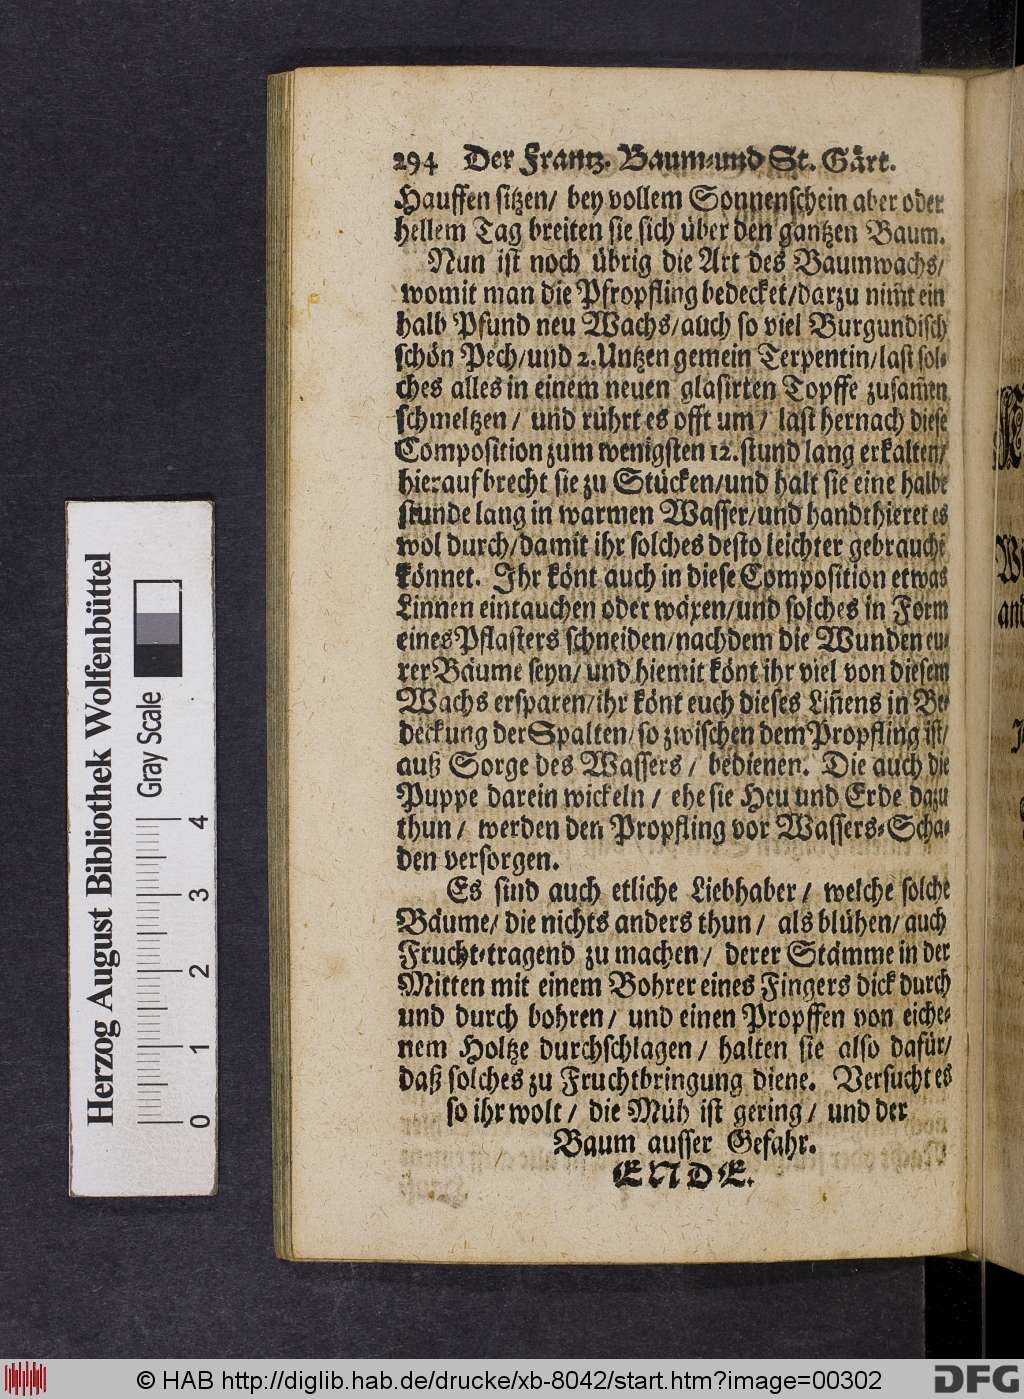 294 Der Frantz. Baum-und St. Gärt.
Hauffen sitzen/ bey vollem Sonnenschein aber oder
hellem Tag breiten sie sich über den gantzen Baum.
Nun ist noch übrig die Art des Baumwachs/
womit man die Pfropfling bedecket/darzu nim̃t ein
halb Pfund neu Wachs/auch so viel Burgundisch
schön Pech/und 2. Untzen gemein Terpentin/last sol-
ches alles in einem neuen glasirten Topffe zusam̃en
schmeltzen/ und rührt es offt um/ last hernach diese
Composition zum wenigsten 12. stund lang erkalten/
hierauf brecht sie zu Stücken/und halt sie eine halbe
stunde lang in warmen Wasser/und handthieret es
wol durch/damit ihr solches desto leichter gebrauchē
könnet. Ihr könt auch in diese Composition etwas
Linnen eintauchen oder wäxen/und solches in Form
eines Pflasters schneiden/nachdem die Wunden eu-
rer Bäume seyn/ und hiemit könt ihr viel von diesem
Wachs ersparen/ihr könt euch dieses Lin̄ens in Be-
deckung der Spalten/so zwischen dem Propfling ist/
auß Sorge des Wassers/ bedienen. Die auch die
Puppe darein wickeln/ ehe sie Heu und Erde dazu
thun/ werden den Propfling vor Wassers-Scha-
den versorgen.
Es sind auch etliche Liebhaber/ welche solche
Bäume/ die nichts anders thun/ als blühen/ auch
Frucht-tragend zu machen/ derer Stämme in der
Mitten mit einem Bohrer eines Fingers dick durch
und durch bohren/ und einen Propffen von eiche-
nem Holtze durchschlagen/ halten sie also dafür/
daß solches zu Fruchtbringung diene. Versucht es
so ihr wolt/ die Müh ist gering/ und der
Baum ausser Gefahr.
ENDE.
Herzog August Bibliothek Wolfenbüttel
Gray Scale
0 1 2 3 4
© HAB http://diglib.hab.de/drucke/xb-8042/start.htm?image=00302
DFG